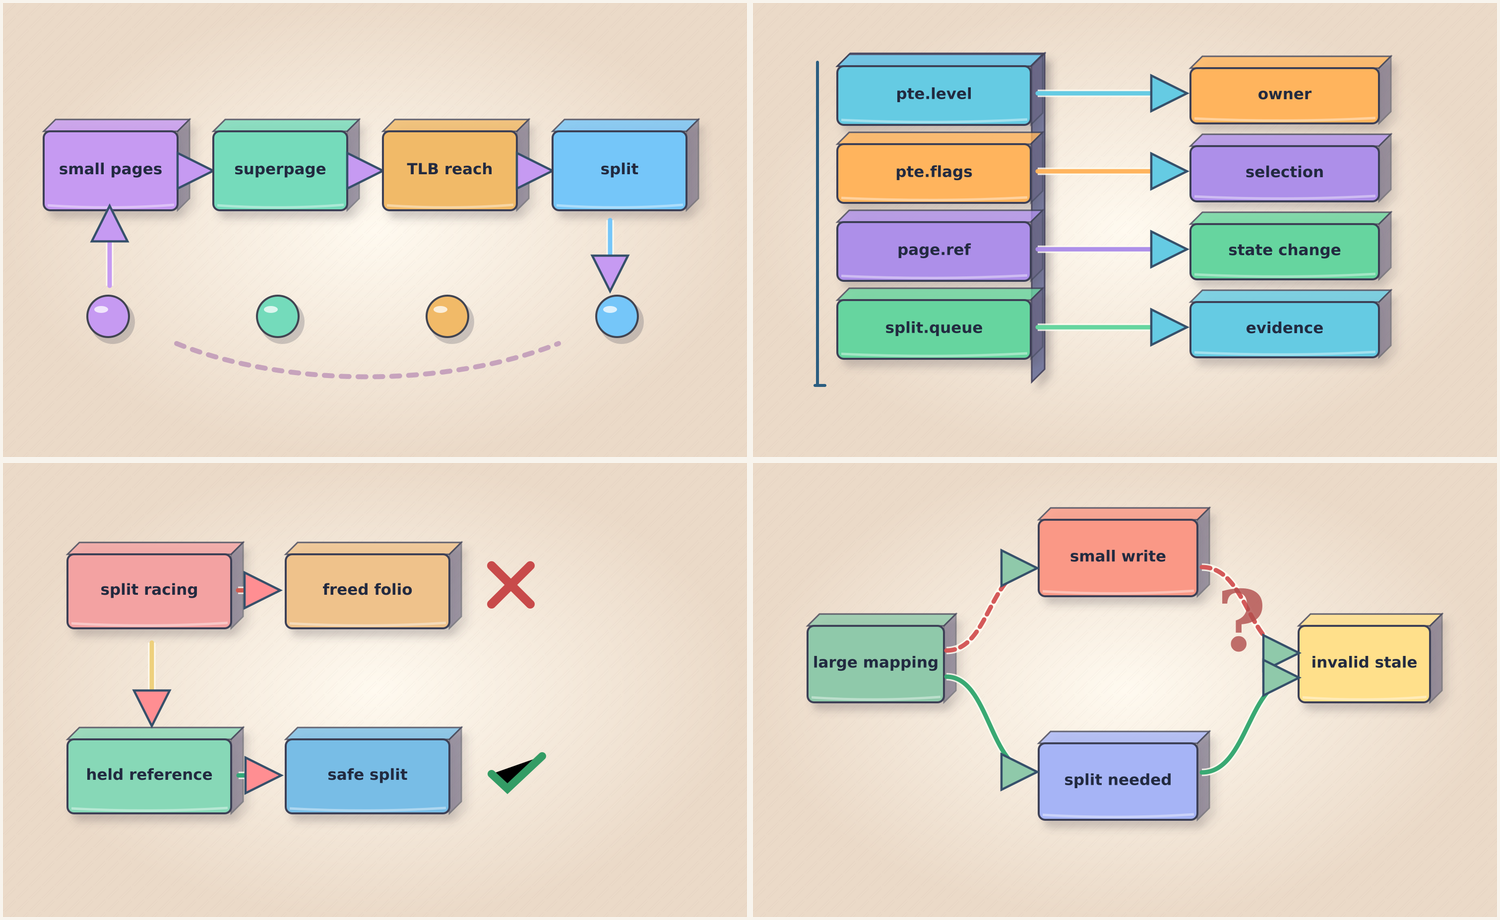 small pages
superpage
TLB reach
split
pte.level
owner
pte.flags
selection
page.ref
state change
split.queue
evidence
split racing
freed folio
held reference
safe split
small write
?
large mapping
invalid stale
split needed